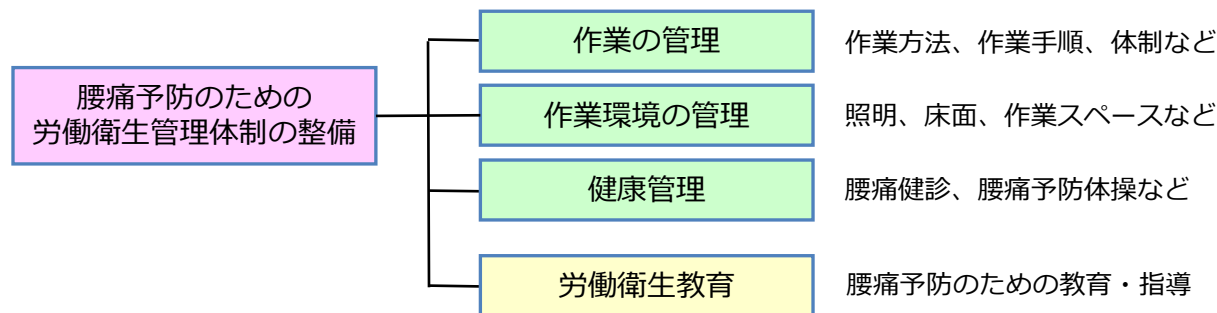 腰痛予防のための
労働衛生管理体制の整備
作業の管理
作業方法、作業手順、体制など
作業環境の管理
照明、床面、作業スペースなど
健康管理
腰痛健診、腰痛予防体操など
労働衛生教育
腰痛予防のための教育・指導